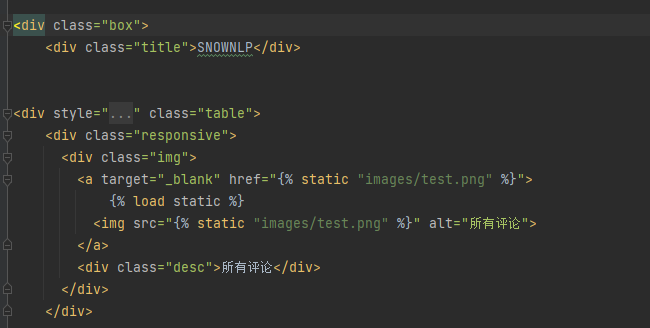 <div class="box">
<div class="title">SNOWNLP</div>
<div style="..." class="table">
<div class="responsive">
<div class="img">
<a target="_blank" href="{% static "images/test.png" %}">
{% load static %}
<img src="{% static "images/test.png" %}" alt="所有评论">
</a>
<div class="desc">所有评论</div>
</div>
</div>